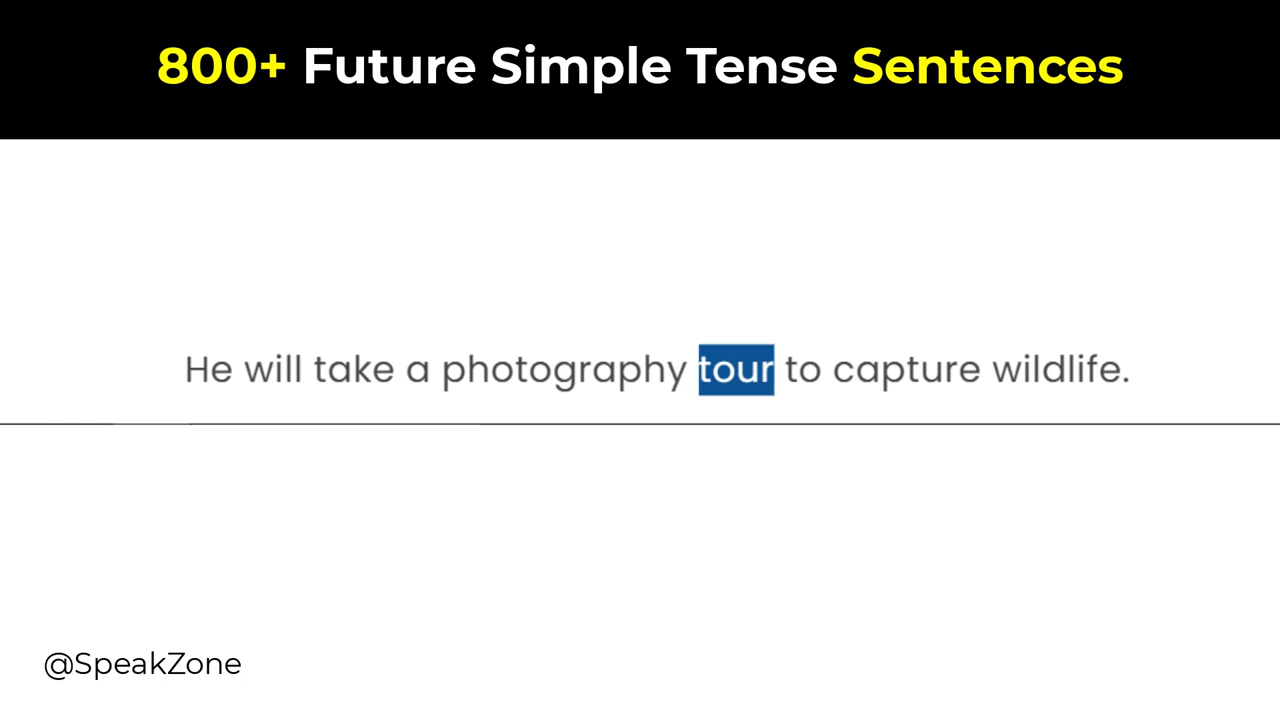 800+ Future Simple Tense Sentences
He will take a photography tour to capture wildlife.
@SpeakZone